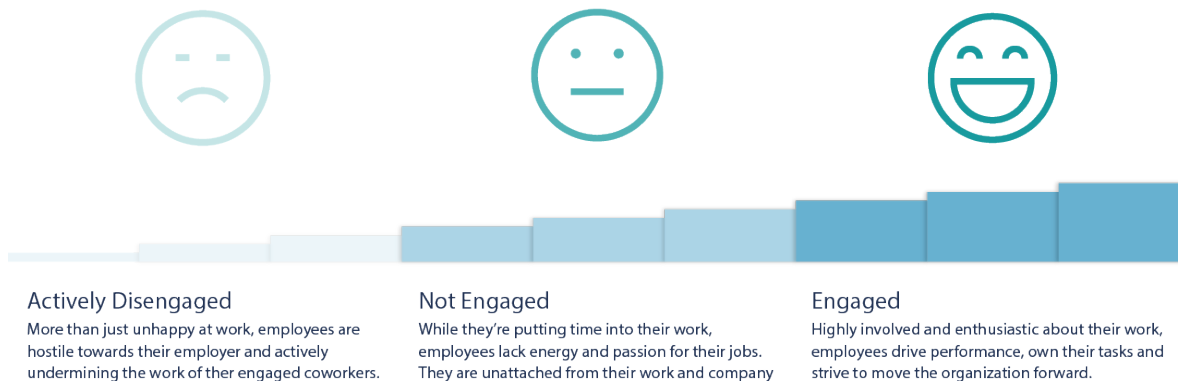 Actively Disengaged
More than just unhappy at work, employees are
hostile towards their employer and actively
undermining the work of ther engaged coworkers.
Not Engaged
While they’re putting time into their work,
employees lack energy and passion for their jobs.
They are unattached from their work and company
Engaged
Highly involved and enthusiastic about their work,
employees drive performance, own their tasks and
strive to move the organization forward.